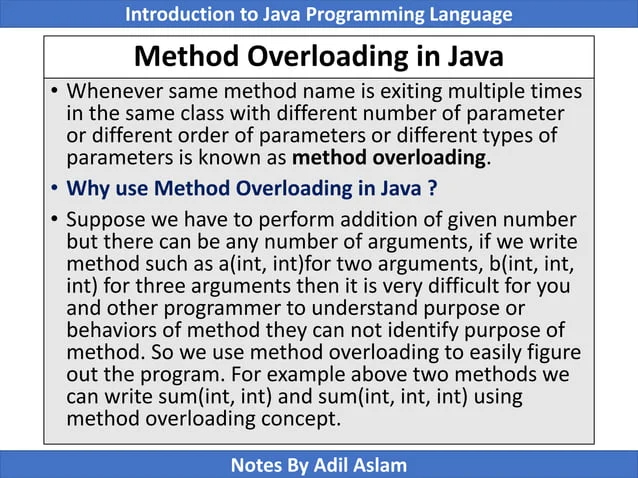 Introduction to Java Programming Language
Method Overloading in Java
• Whenever same method name is exiting multiple times
in the same class with different number of parameter
or different order of parameters or different types of
parameters is known as method overloading.
• Why use Method Overloading in Java ?
• Suppose we have to perform addition of given number
but there can be any number of arguments, if we write
method such as a(int, int)for two arguments, b(int, int,
int) for three arguments then it is very difficult for you
and other programmer to understand purpose or
behaviors of method they can not identify purpose of
method. So we use method overloading to easily figure
out the program. For example above two methods we
can write sum(int, int) and sum(int, int, int) using
method overloading concept.
Notes By Adil Aslam